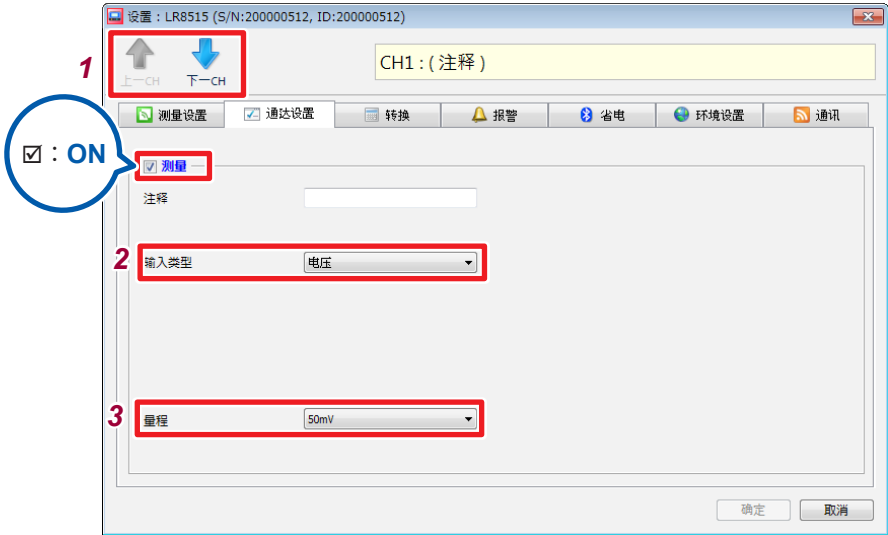 设置：LR8515 (S/N:200000512, ID:200000512)
1
上一CH 下一CH
CH1 : ( 注释 )
测量设置 通达设置 转换 报警 省电 环境设置 通讯
☑：ON
测量
注释
2
输入类型 电压
3
量程 50mV
确定 取消